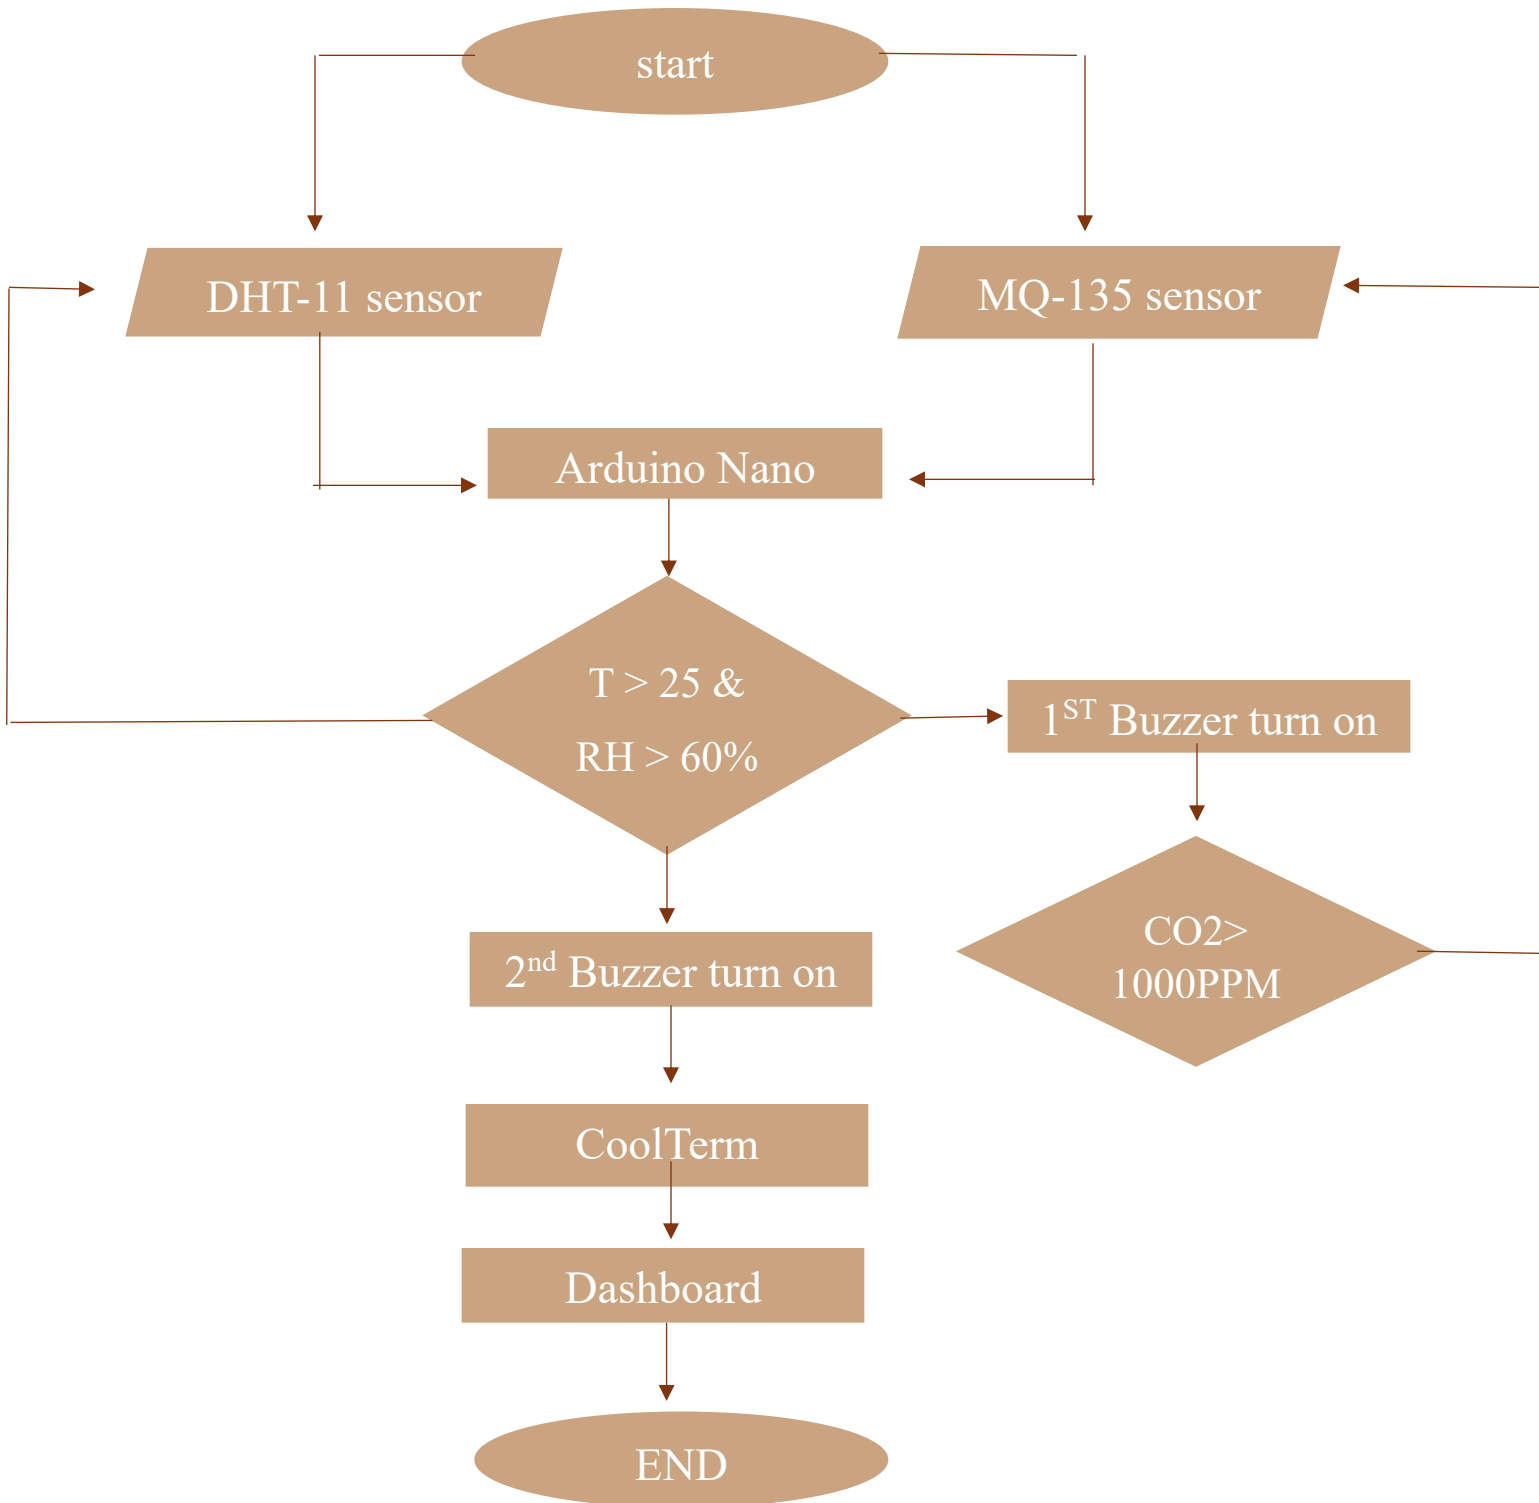 start
DHT-11 sensor
MQ-135 sensor
Arduino Nano
T > 25 &
RH > 60%
1ST Buzzer turn on
2nd Buzzer turn on
CO2>
1000PPM
CoolTerm
Dashboard
END